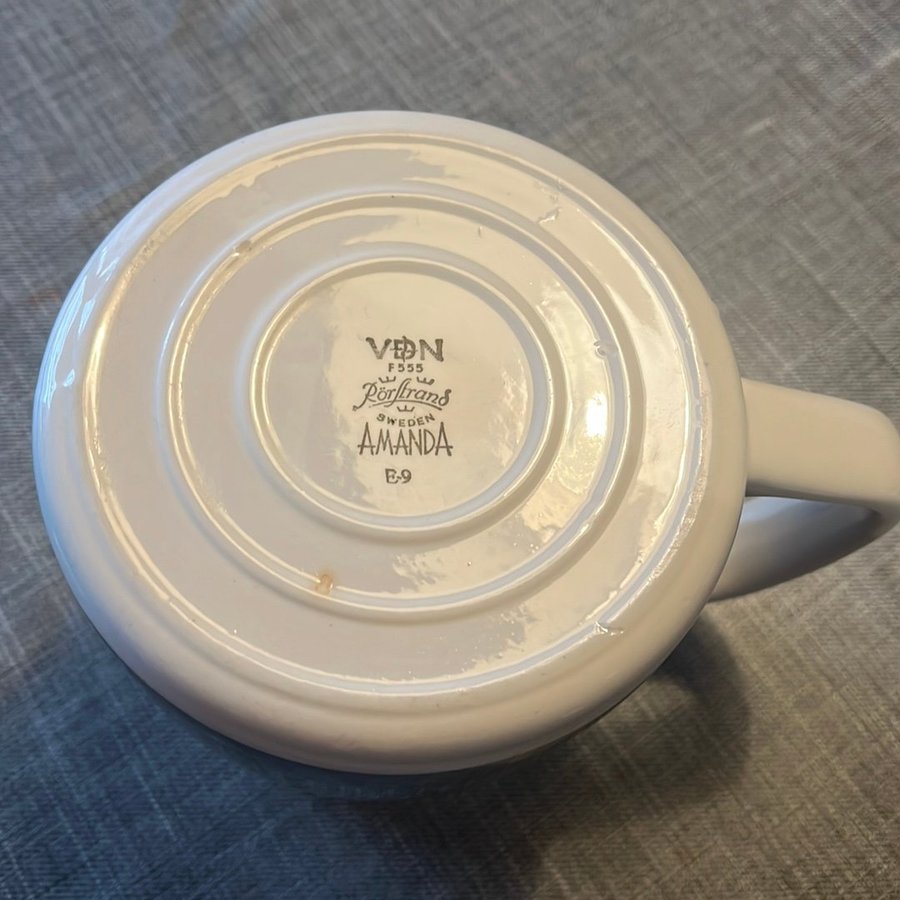 VDN
F555
Rörstrand
SWEDEN
AMANDA
E-9